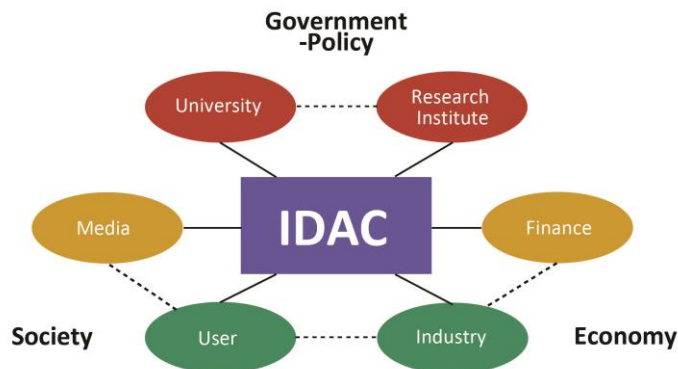 Government
-Policy
University
Research
Institute
Media
IDAC
Finance
Society
User
Industry
Economy